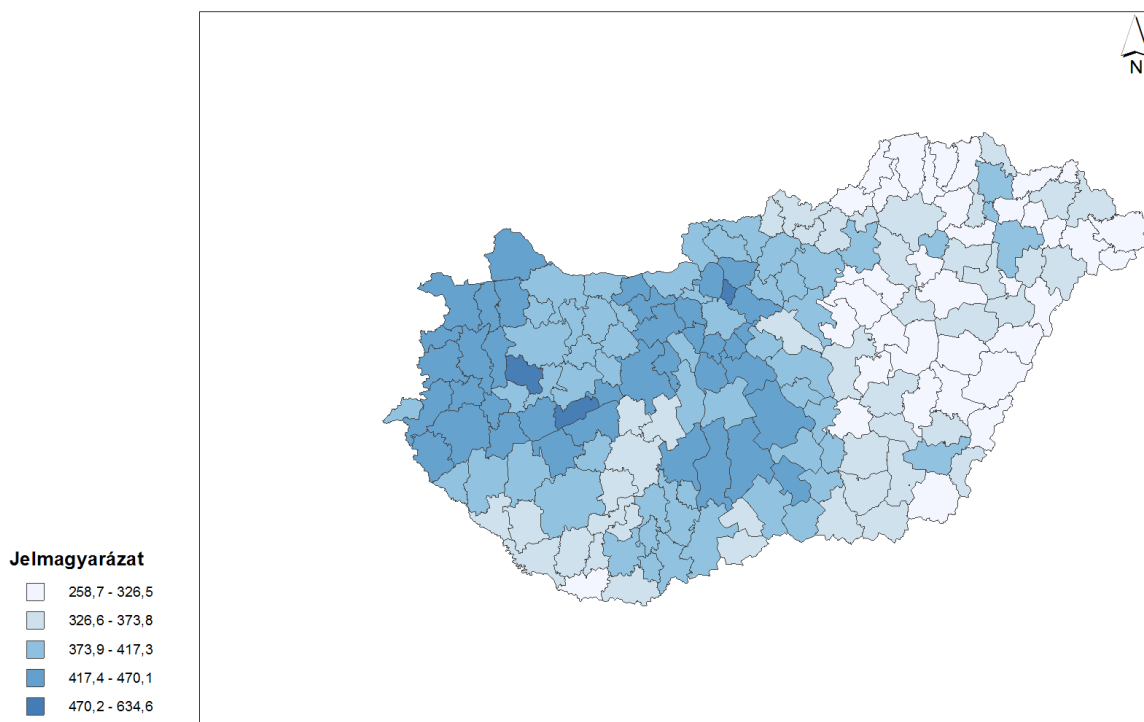 N
Jelmagyarázat
258,7 - 326,5
326,6 - 373,8
373,9 - 417,3
417,4 - 470,1
470,2 - 634,6